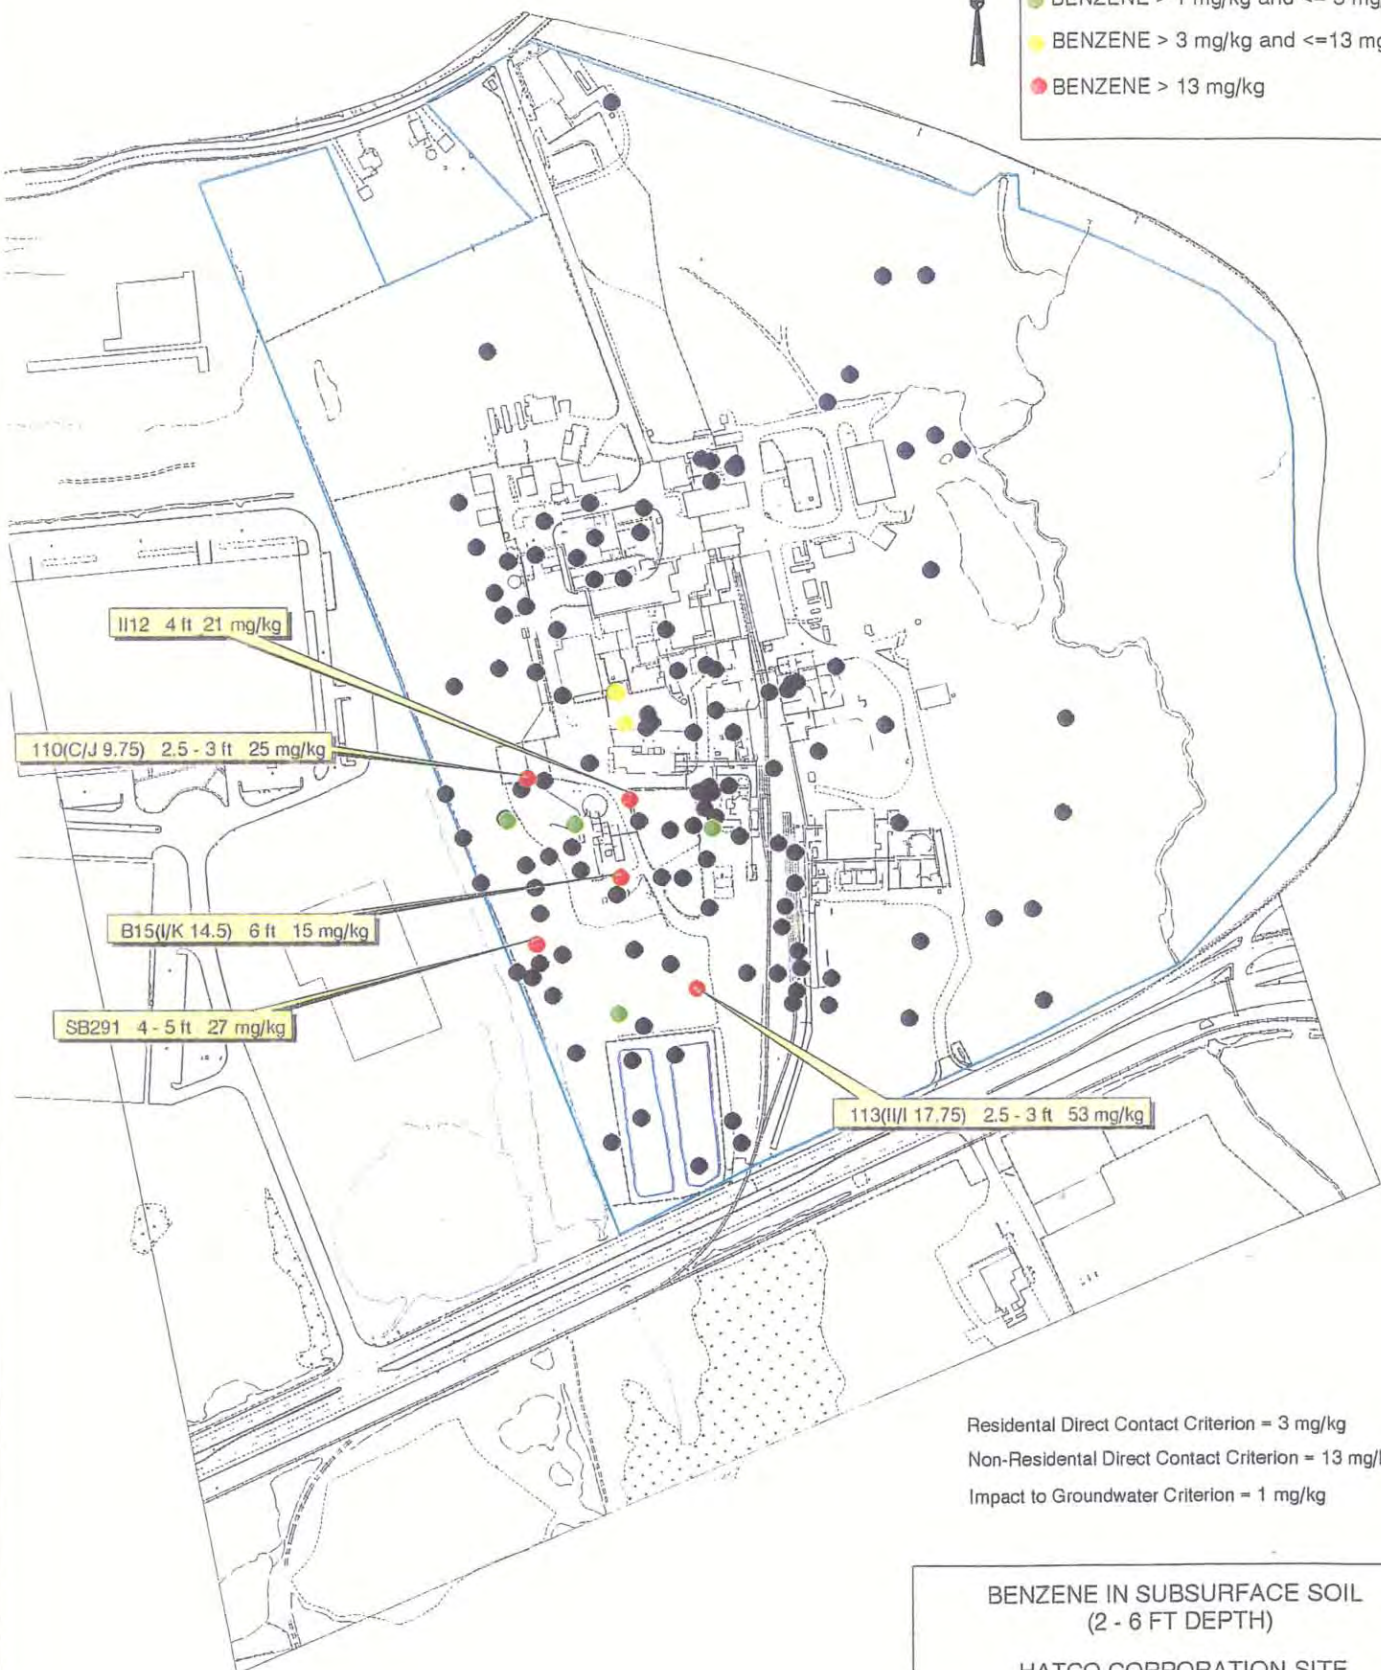 BENZENE > 3 mg/kg and <=13
BENZENE > 13 mg/kg
II12 4 ft 21 mg/kg
110(C/J 9.75) 2.5 - 3 ft 25 mg/kg
B15(I/K 14.5) 6 ft 15 mg/kg
SB291 4 - 5 ft 27 mg/kg
113(II/I 17.75) 2.5 - 3 ft 53 mg/kg
Residental Direct Contact Criterion = 3 mg/kg
Non-Residental Direct Contact Criterion = 13
Impact to Groundwater Criterion = 1 mg/kg
BENZENE IN SUBSURFACE SOIL
(2 - 6 FT DEPTH)
HATCO CORPORATION SITE